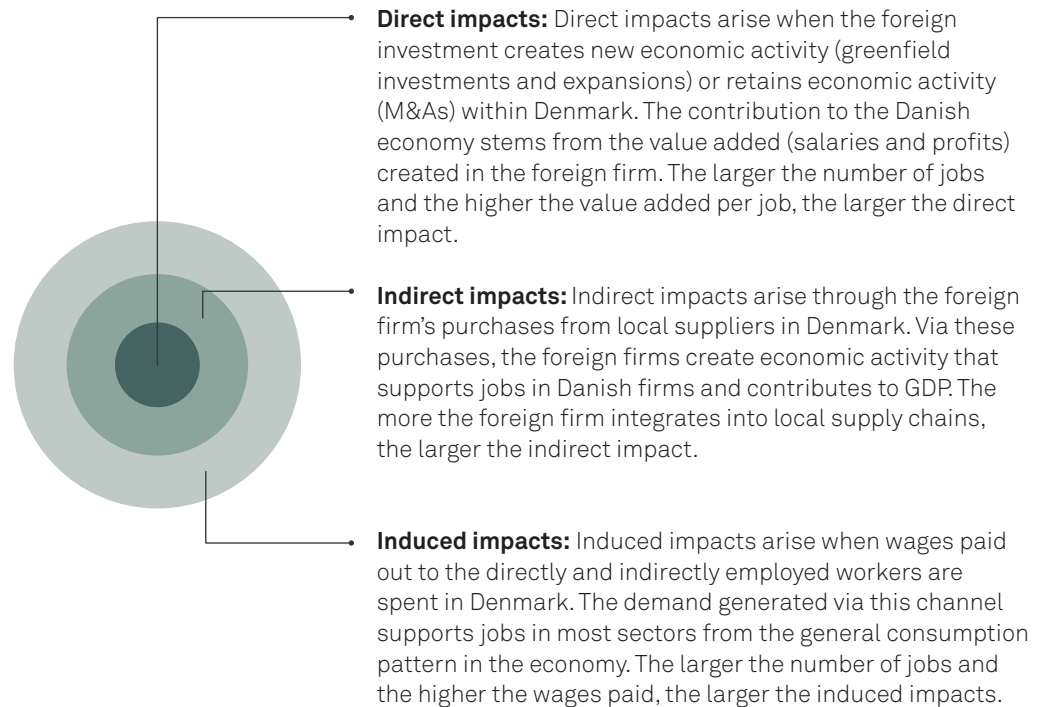 Direct impacts: Direct impacts arise when the foreign
investment creates new economic activity (greenfield
investments and expansions) or retains economic activity
(M&As) within Denmark. The contribution to the Danish
economy stems from the value added (salaries and profits)
created in the foreign firm. The larger the number of jobs
and the higher the value added per job, the larger the direct
impact.
Indirect impacts: Indirect impacts arise through the foreign
firm's purchases from local suppliers in Denmark. Via these
purchases, the foreign firms create economic activity that
supports jobs in Danish firms and contributes to GDP. The
more the foreign firm integrates into local supply chains,
the larger the indirect impact.
Induced impacts: Induced impacts arise when wages paid
out to the directly and indirectly employed workers are
spent in Denmark. The demand generated via this channel
supports jobs in most sectors from the general consumption
pattern in the economy. The larger the number of jobs and
the higher the wages paid, the larger the induced impacts.